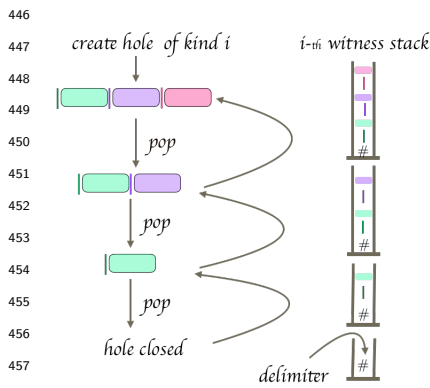 446
447
create hole of kind i
i-th witness stack
448
449
#
450
pop
451
452
pop
453
#
454
455
pop
#
456
hole closed
457
#
delimiter